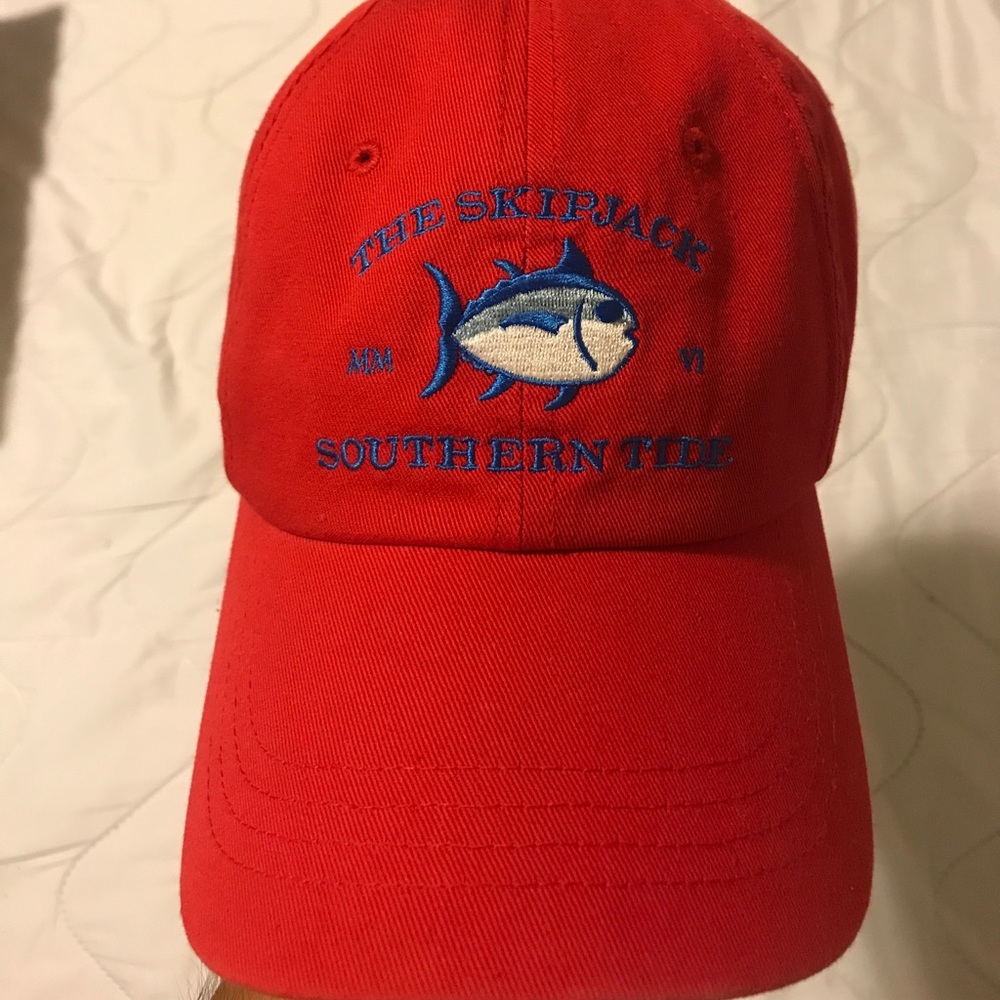 THE SKIPJACK
MM VI
SOUTHERN TIDE